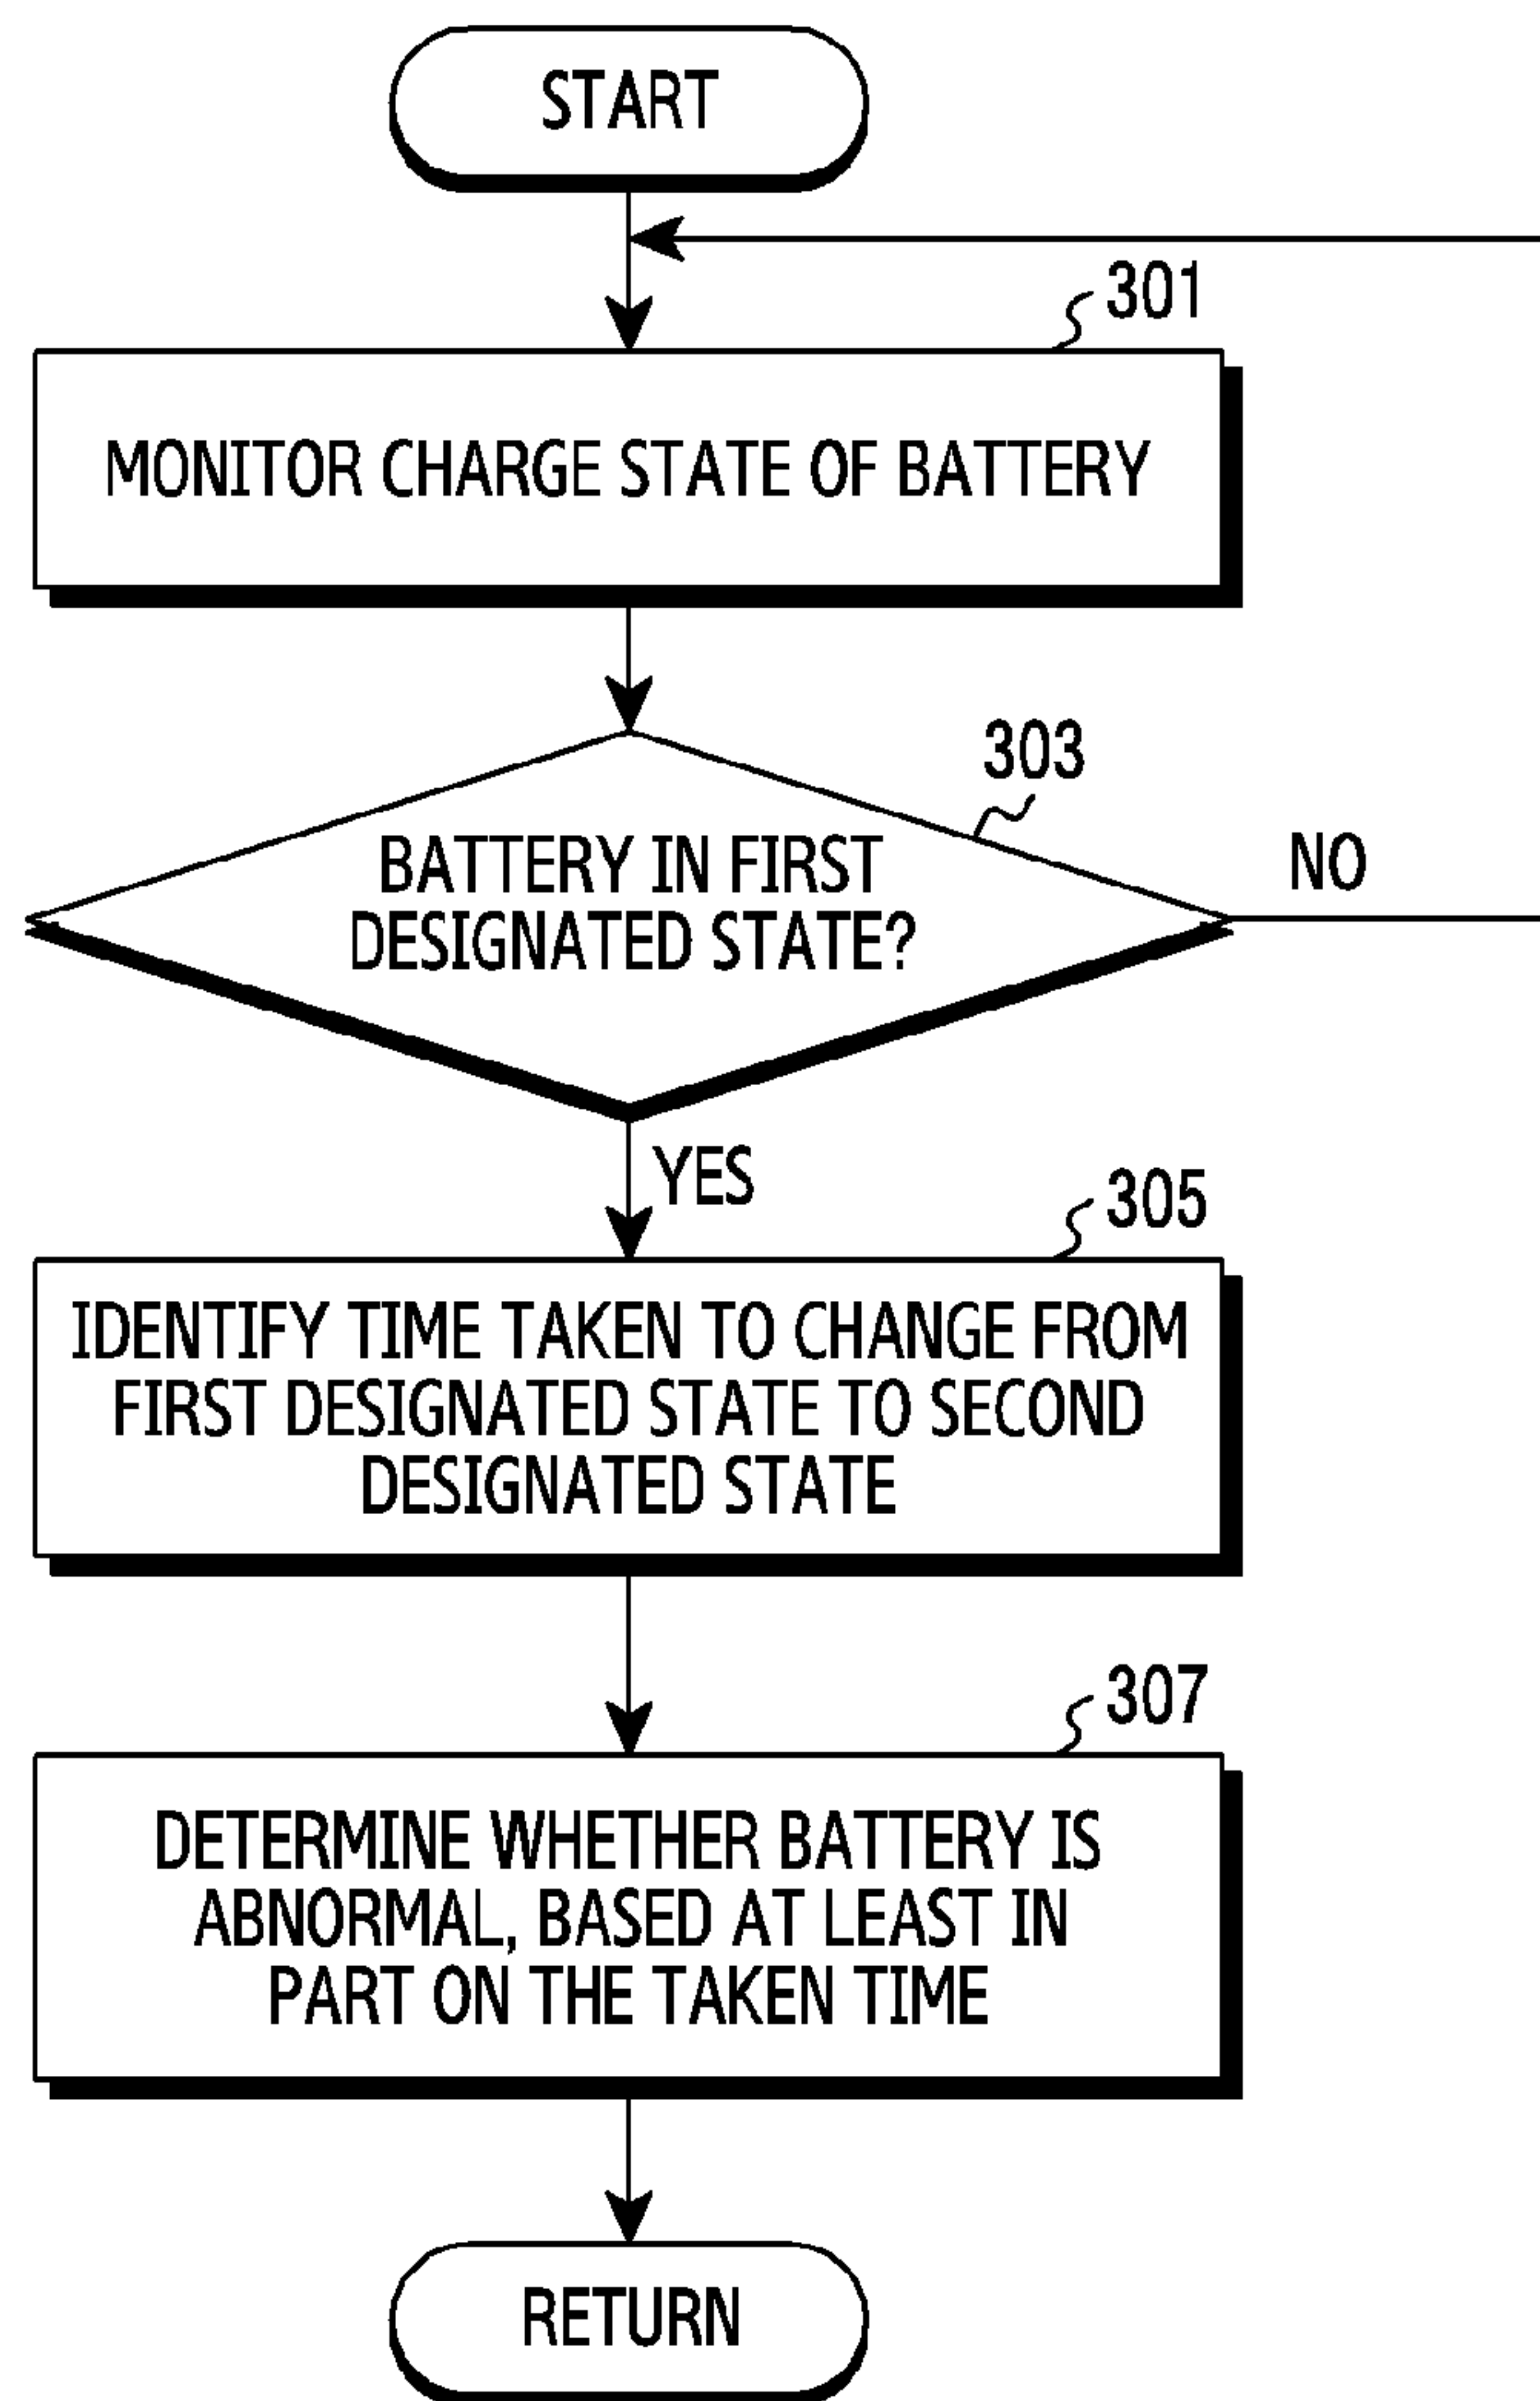 START
301
MONITOR CHARGE STATE OF BATTERY
303
BATTERY IN FIRST
DESIGNATED STATE?
NO
YES
305
IDENTIFY TIME TAKEN TO CHANGE FROM
FIRST DESIGNATED STATE TO SECOND
DESIGNATED STATE
307
DETERMINE WHETHER BATTERY IS
ABNORMAL, BASED AT LEAST IN
PART ON THE TAKEN TIME
RETURN